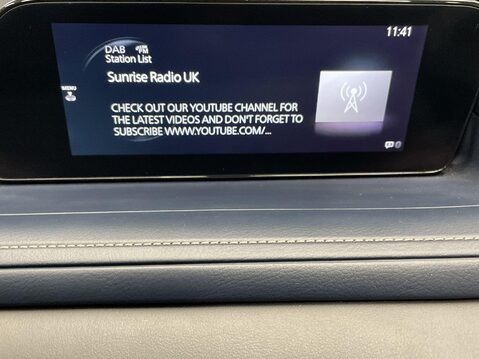 11:41
DAB
Station List
Sunrise Radio UK
MENU
CHECK OUT OUR YOUTUBE CHANNEL FOR
THE LATEST VIDEOS AND DON'T FORGET TO
SUBSCRIBE WWW.YOUTUBE.COM/...